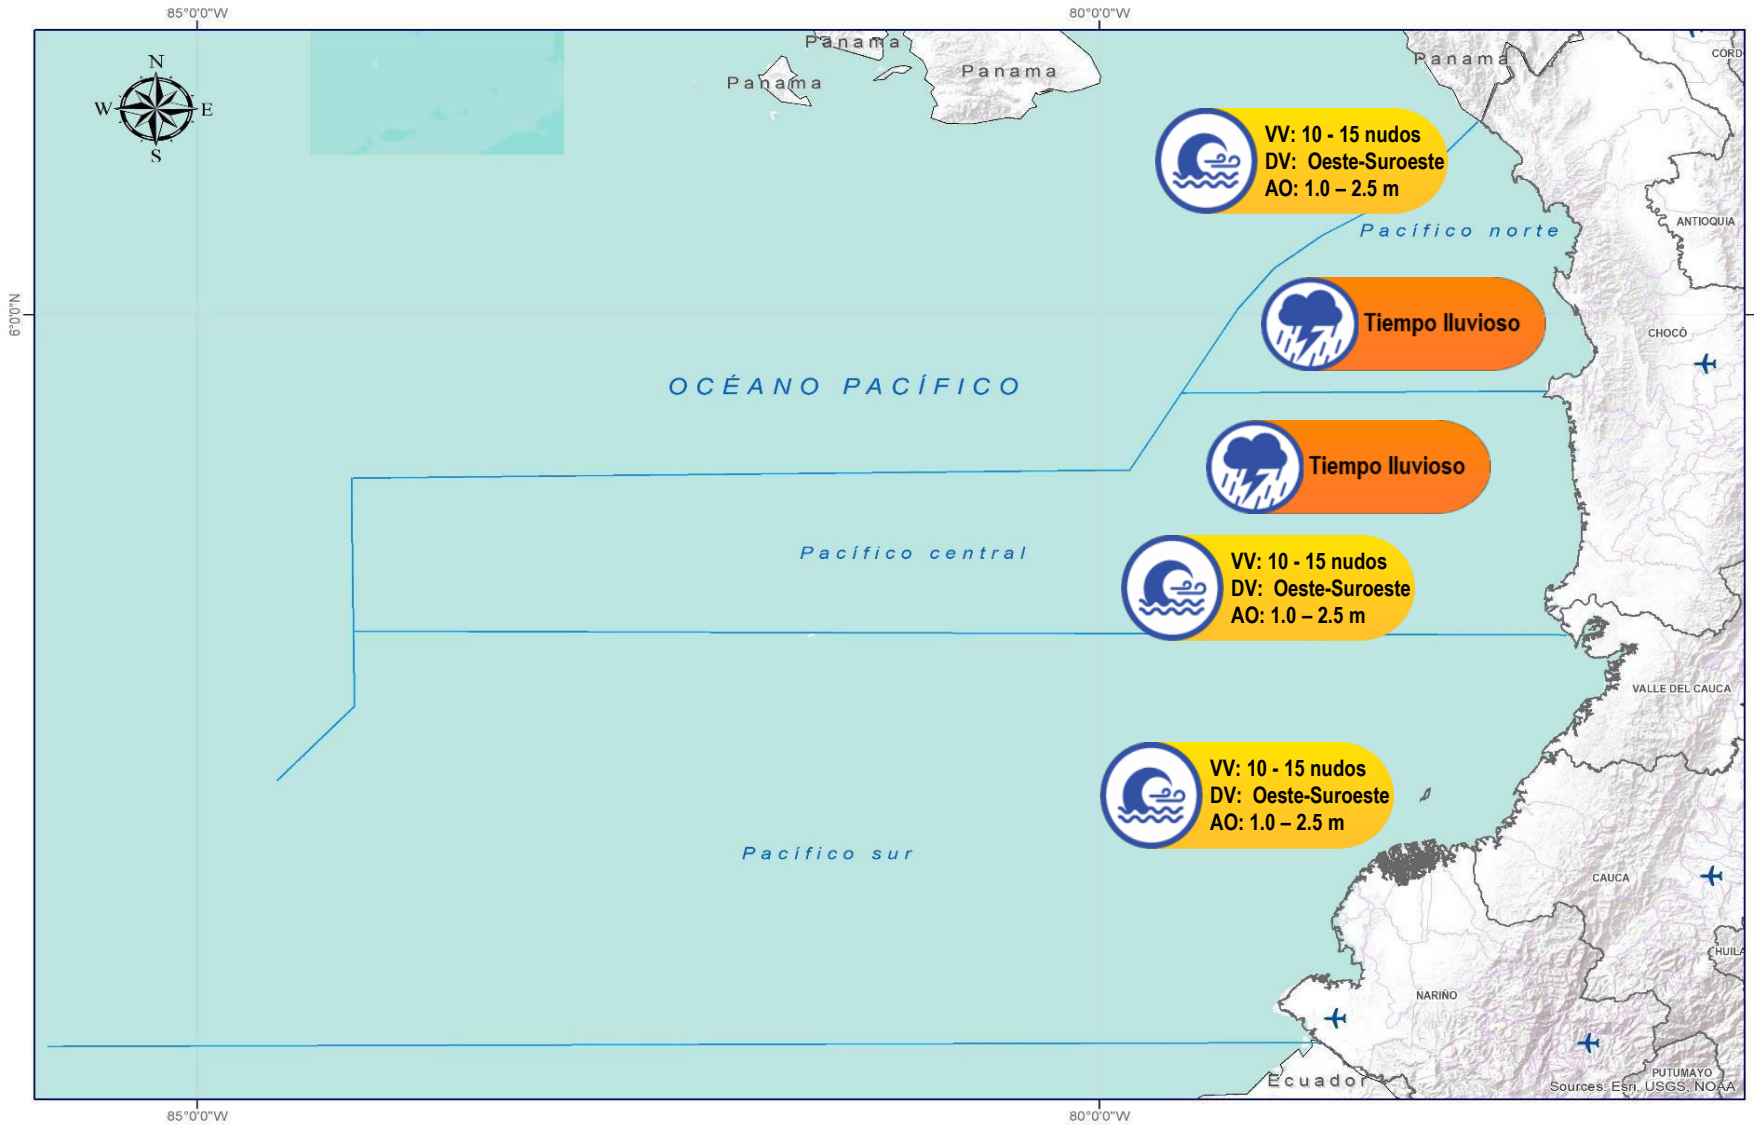 85°0'0"W
80°0'0"W
N
W
E
S
Panama
Panama
Panama
Panama
VV: 10 - 15 nudos
DV: Oeste-Suroeste
AO: 1.0 – 2.5 m
Pacífico norte
ANTIOQUIA
6°0'0"N
Tiempo lluvioso
CHOCÓ
OCÉANO PACÍFICO
Tiempo lluvioso
Pacífico central
VV: 10 - 15 nudos
DV: Oeste-Suroeste
AO: 1.0 – 2.5 m
VALLE DEL CAUCA
VV: 10 - 15 nudos
DV: Oeste-Suroeste
AO: 1.0 – 2.5 m
Pacífico sur
CAUCA
HUILA
NARIÑO
PUTUMAYO
Ecuador
Sources: Esri, USGS, NOAA
85°0'0"W
80°0'0"W